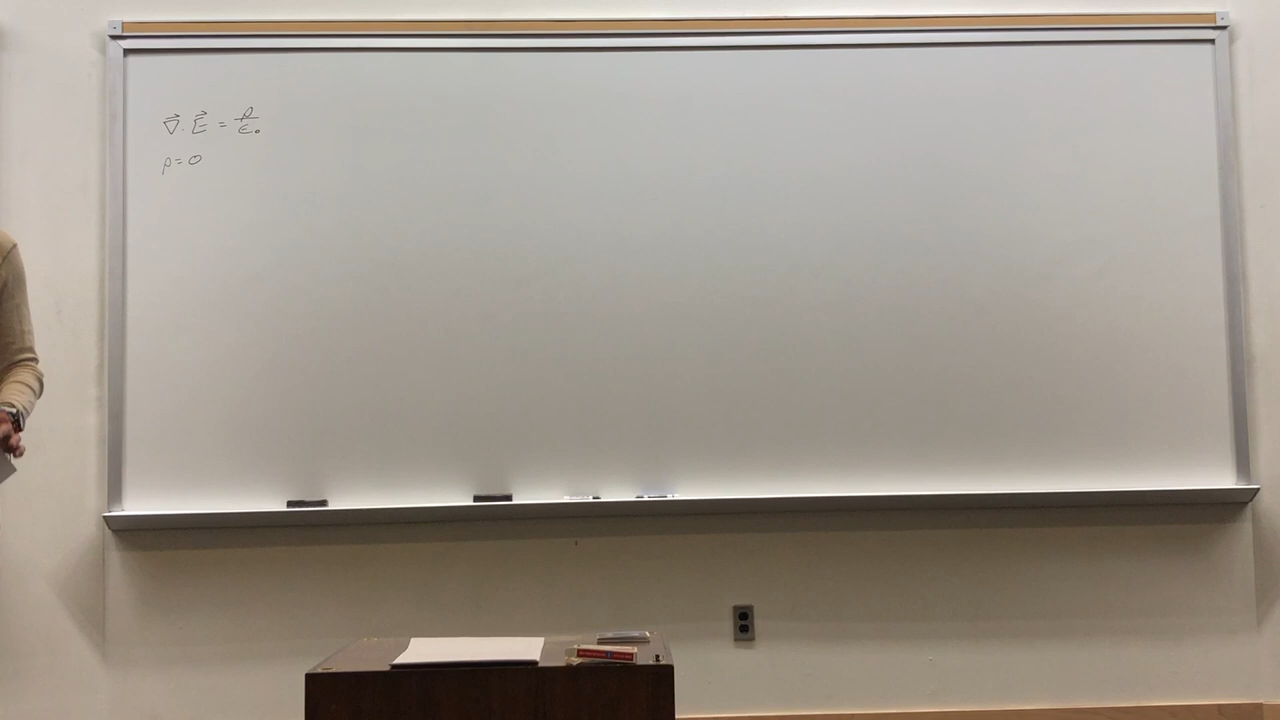 ∇⃗·E⃗ = ρ/ε₀
ρ=0